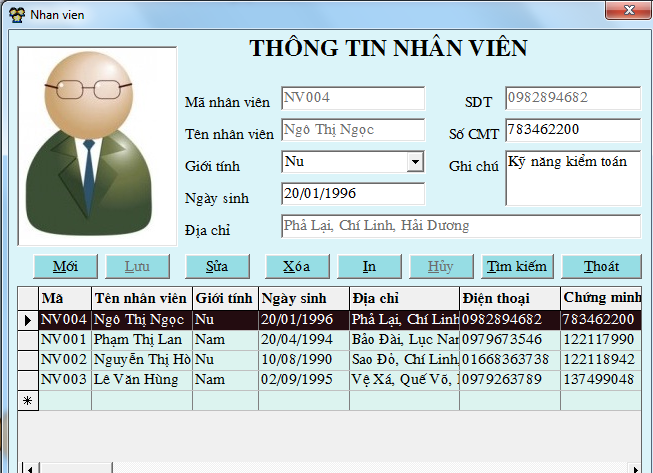 Nhan vien
THÔNG TIN NHÂN VIÊN
Mã nhân viên NV004 SDT 0982894682
Tên nhân viên Ngô Thị Ngọc Số CMT 783462200
Giới tính Nu Ghi chú Kỹ năng kiểm toán
Ngày sinh 20/01/1996
Địa chỉ Phả Lại, Chí Linh, Hải Dương
Mới Lưu Sửa Xóa In Hủy Tìm kiếm Thoát
Mã Tên nhân viên Giới tính Ngày sinh Địa chỉ Điện thoại Chứng minh
NV004 Ngô Thị Ngọc Nu 20/01/1996 Phả Lại, Chí Linh 0982894682 783462200
NV001 Phạm Thị Lan Nam 20/04/1994 Bảo Đài, Lục Nam 0979673546 122117990
NV002 Nguyễn Thị Hò Nu 10/08/1990 Sao Đỏ, Chí Linh, 01668363738 122118942
NV003 Lê Văn Hùng Nam 02/09/1995 Vệ Xá, Quế Võ, 0979263789 137499048